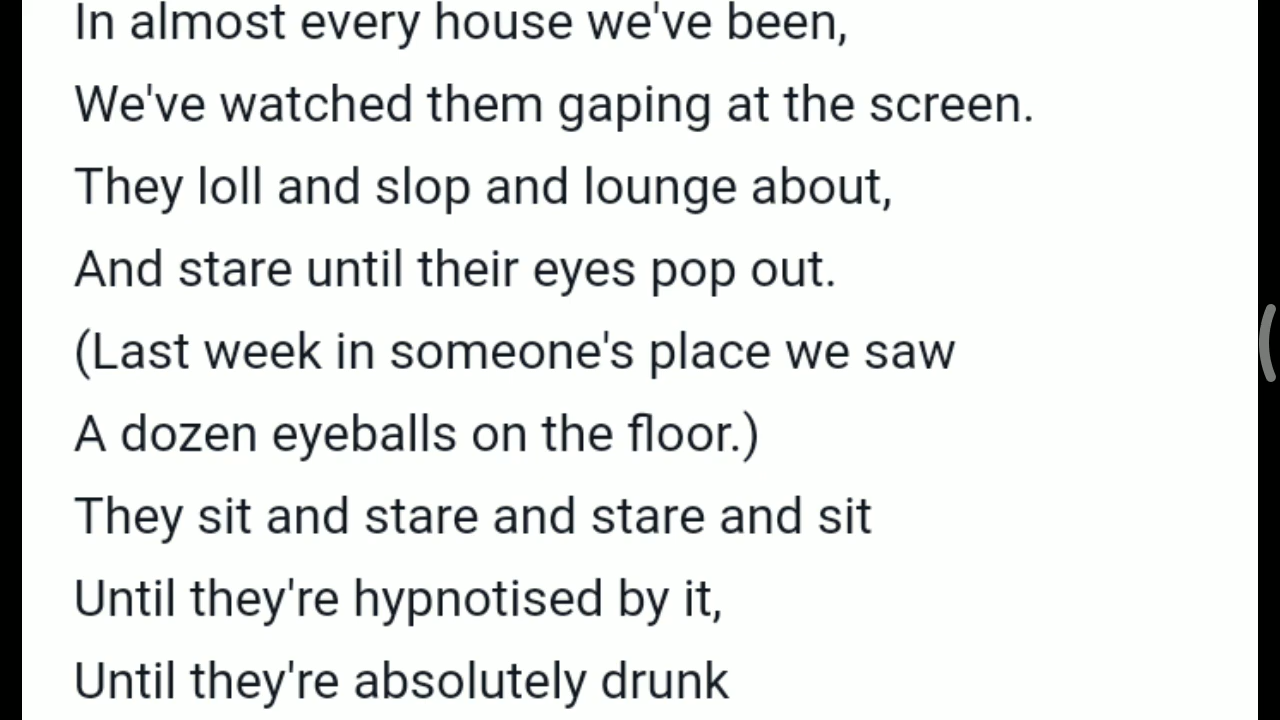 In almost every house we've been,
We've watched them gaping at the screen.
They loll and slop and lounge about,
And stare until their eyes pop out.
(Last week in someone's place we saw
A dozen eyeballs on the floor.)
They sit and stare and stare and sit
Until they're hypnotised by it,
Until they're absolutely drunk